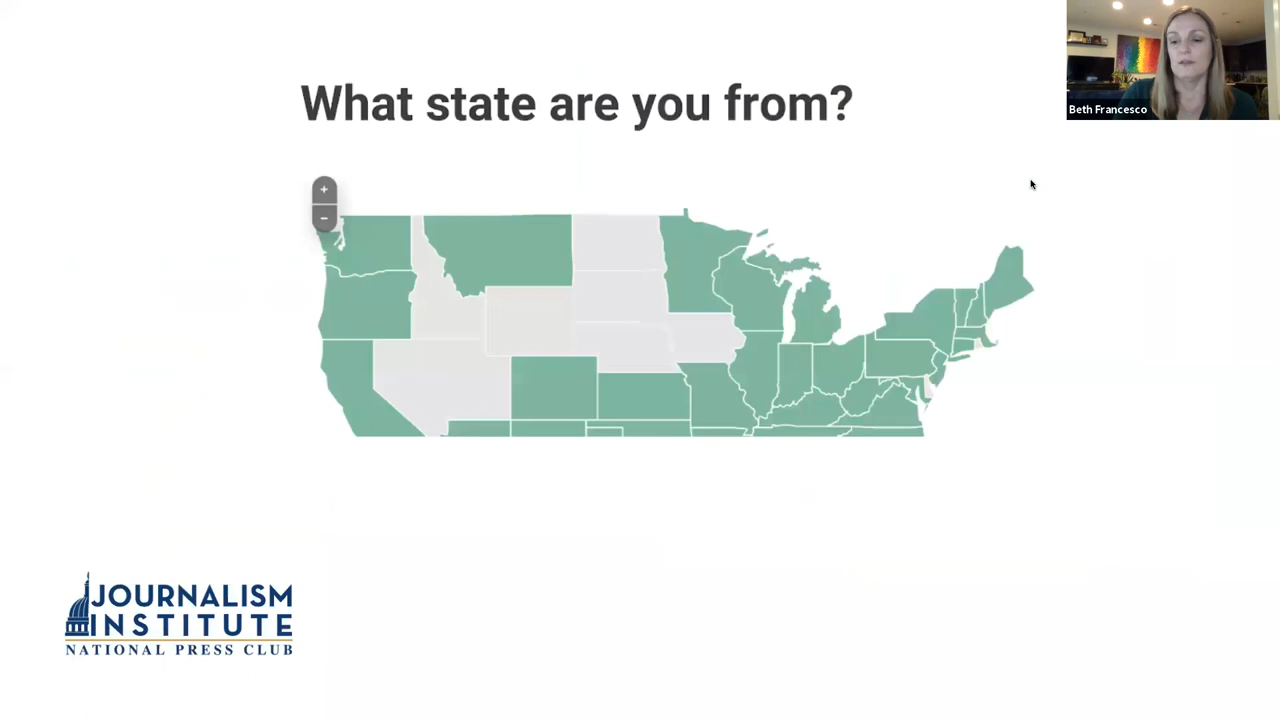 What state are you from?
Beth Francesco
+
−
JOURNALISM
INSTITUTE
NATIONAL PRESS CLUB